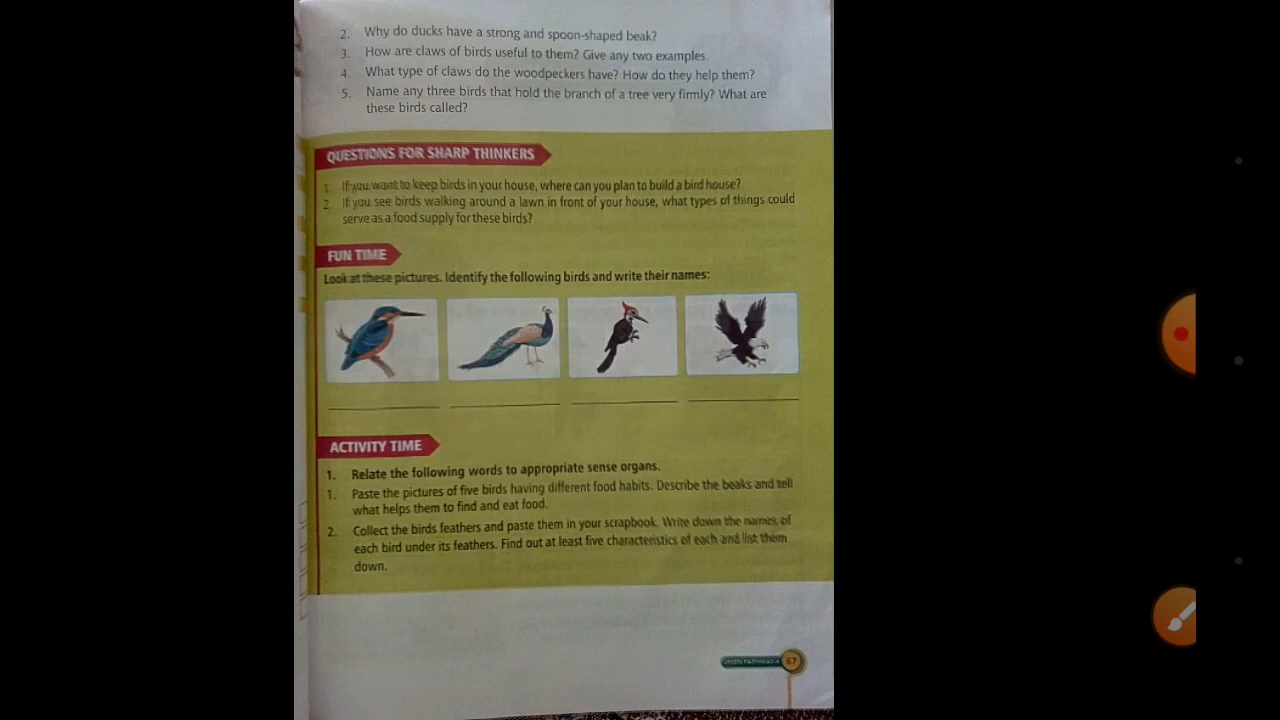 2. Why do ducks have a strong and spoon-shaped beak?
3. How are claws of birds useful to them? Give any two examples.
4. What type of claws do the woodpeckers have? How do they help them?
5. Name any three birds that hold the branch of a tree very firmly? What are
these birds called?
QUESTIONS FOR SHARP THINKERS
1. If you want to keep birds in your house, where can you plan to build a bird house?
2. If you see birds walking around a lawn in front of your house, what types of things could
serve as a food supply for these birds?
FUN TIME
Look at these pictures. Identify the following birds and write their names:
ACTIVITY TIME
1. Relate the following words to appropriate sense organs.
1. Paste the pictures of five birds having different food habits. Describe the beaks and tell
what helps them to find and eat food.
2. Collect the birds feathers and paste them in your scrapbook. Write down the names of
each bird under its feathers. Find out at least five characteristics of each and list them
down.
GREEN PATHWAY-4 67